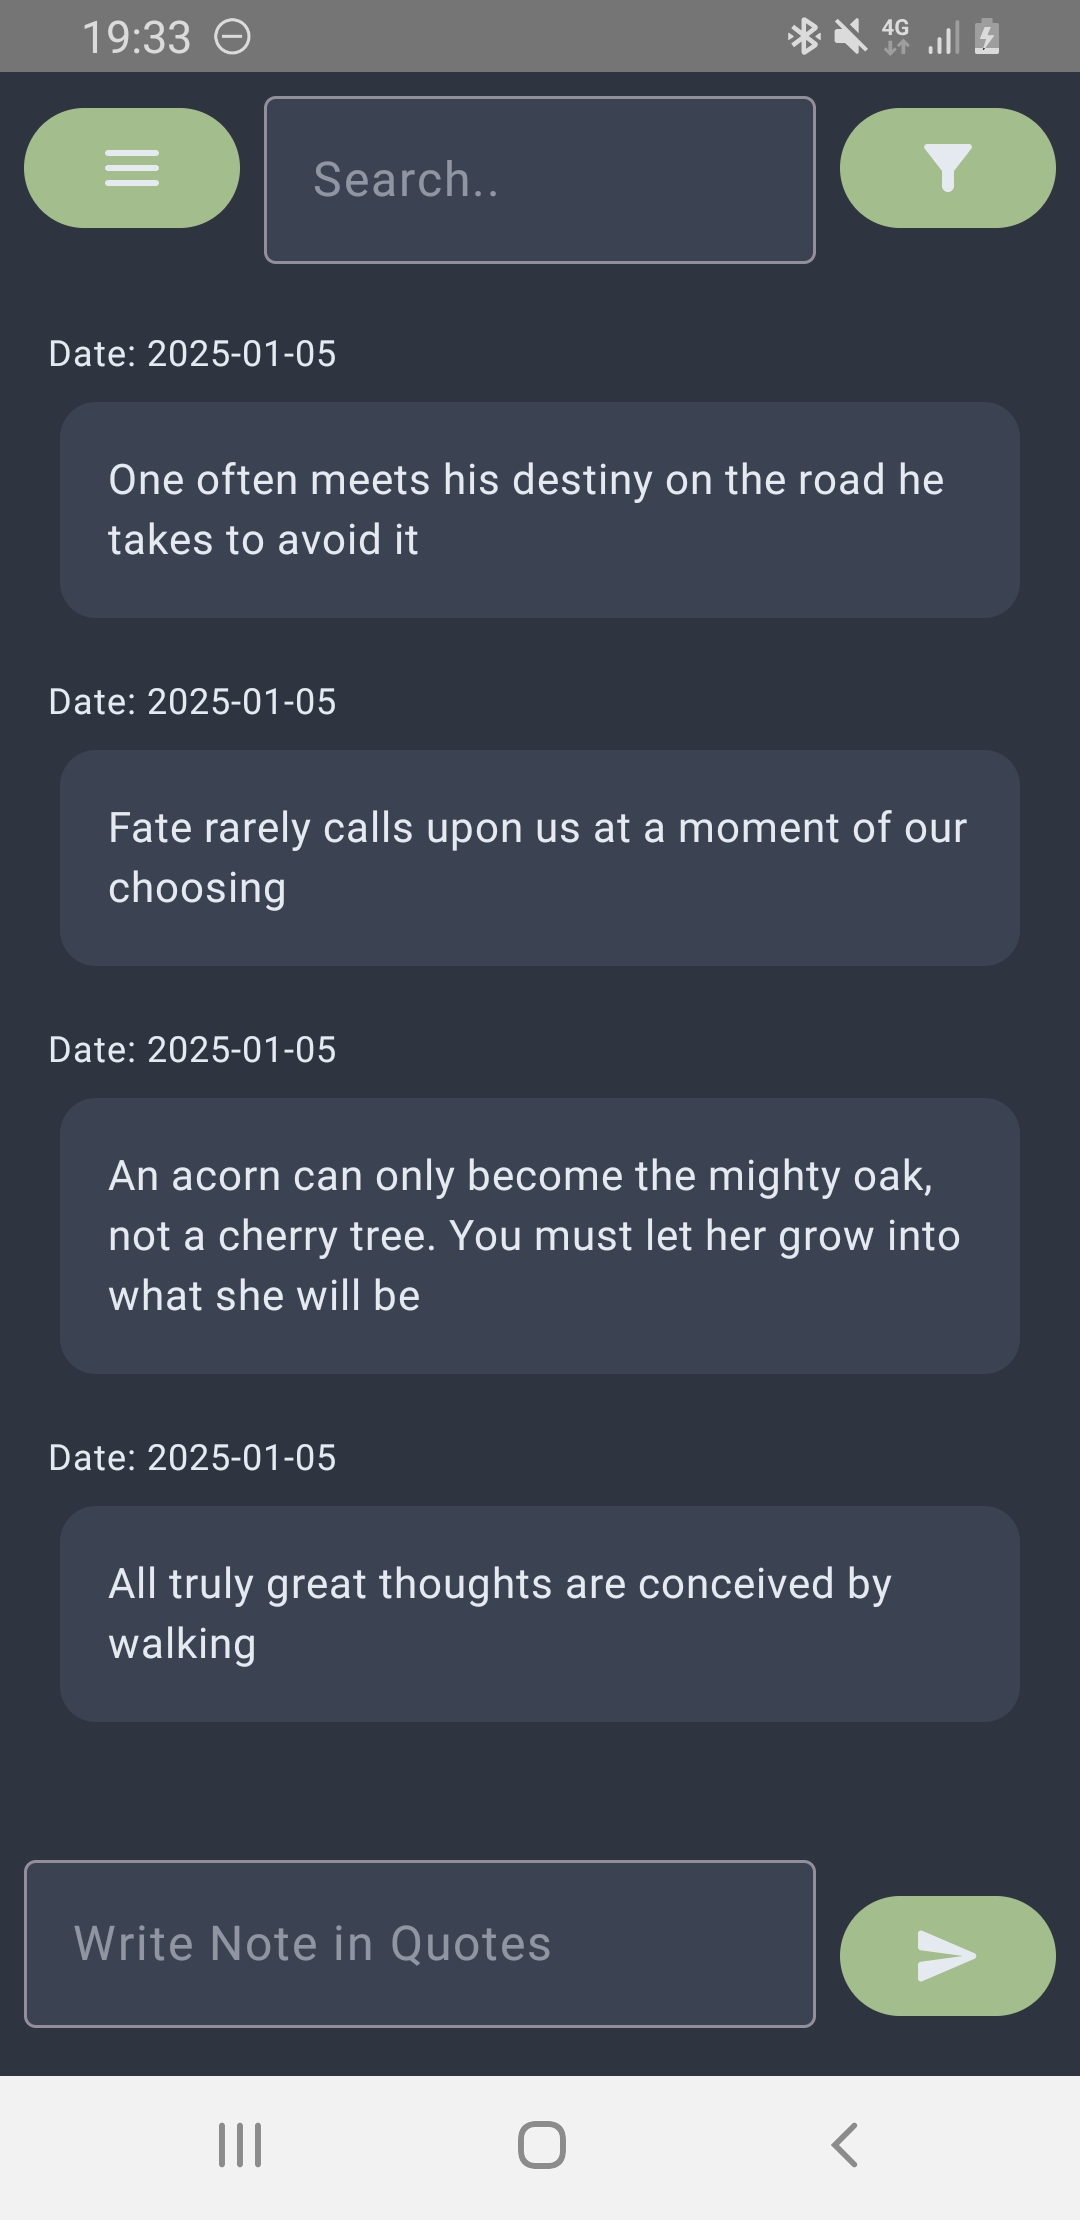 19:33
4G
Search..
Date: 2025-01-05
One often meets his destiny on the road he
takes to avoid it
Date: 2025-01-05
Fate rarely calls upon us at a moment of our
choosing
Date: 2025-01-05
An acorn can only become the mighty oak,
not a cherry tree. You must let her grow into
what she will be
Date: 2025-01-05
All truly great thoughts are conceived by
walking
Write Note in Quotes